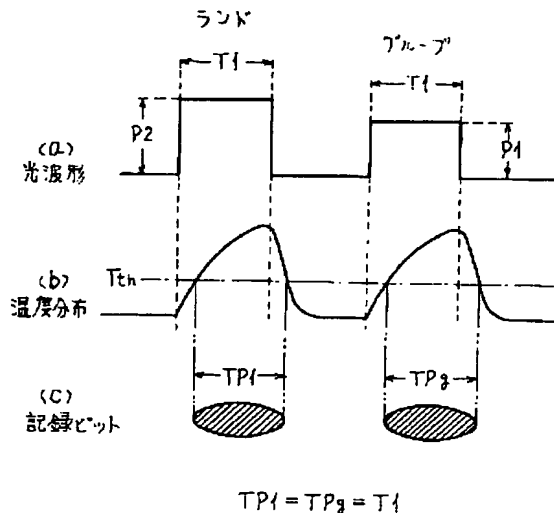 ランド
グルーブ
T1
T1
P2
P1
(a)
光波形
(b)
温度分布
Tth
TP1
TPg
(c)
記録ピット
TP1=TPg=T1